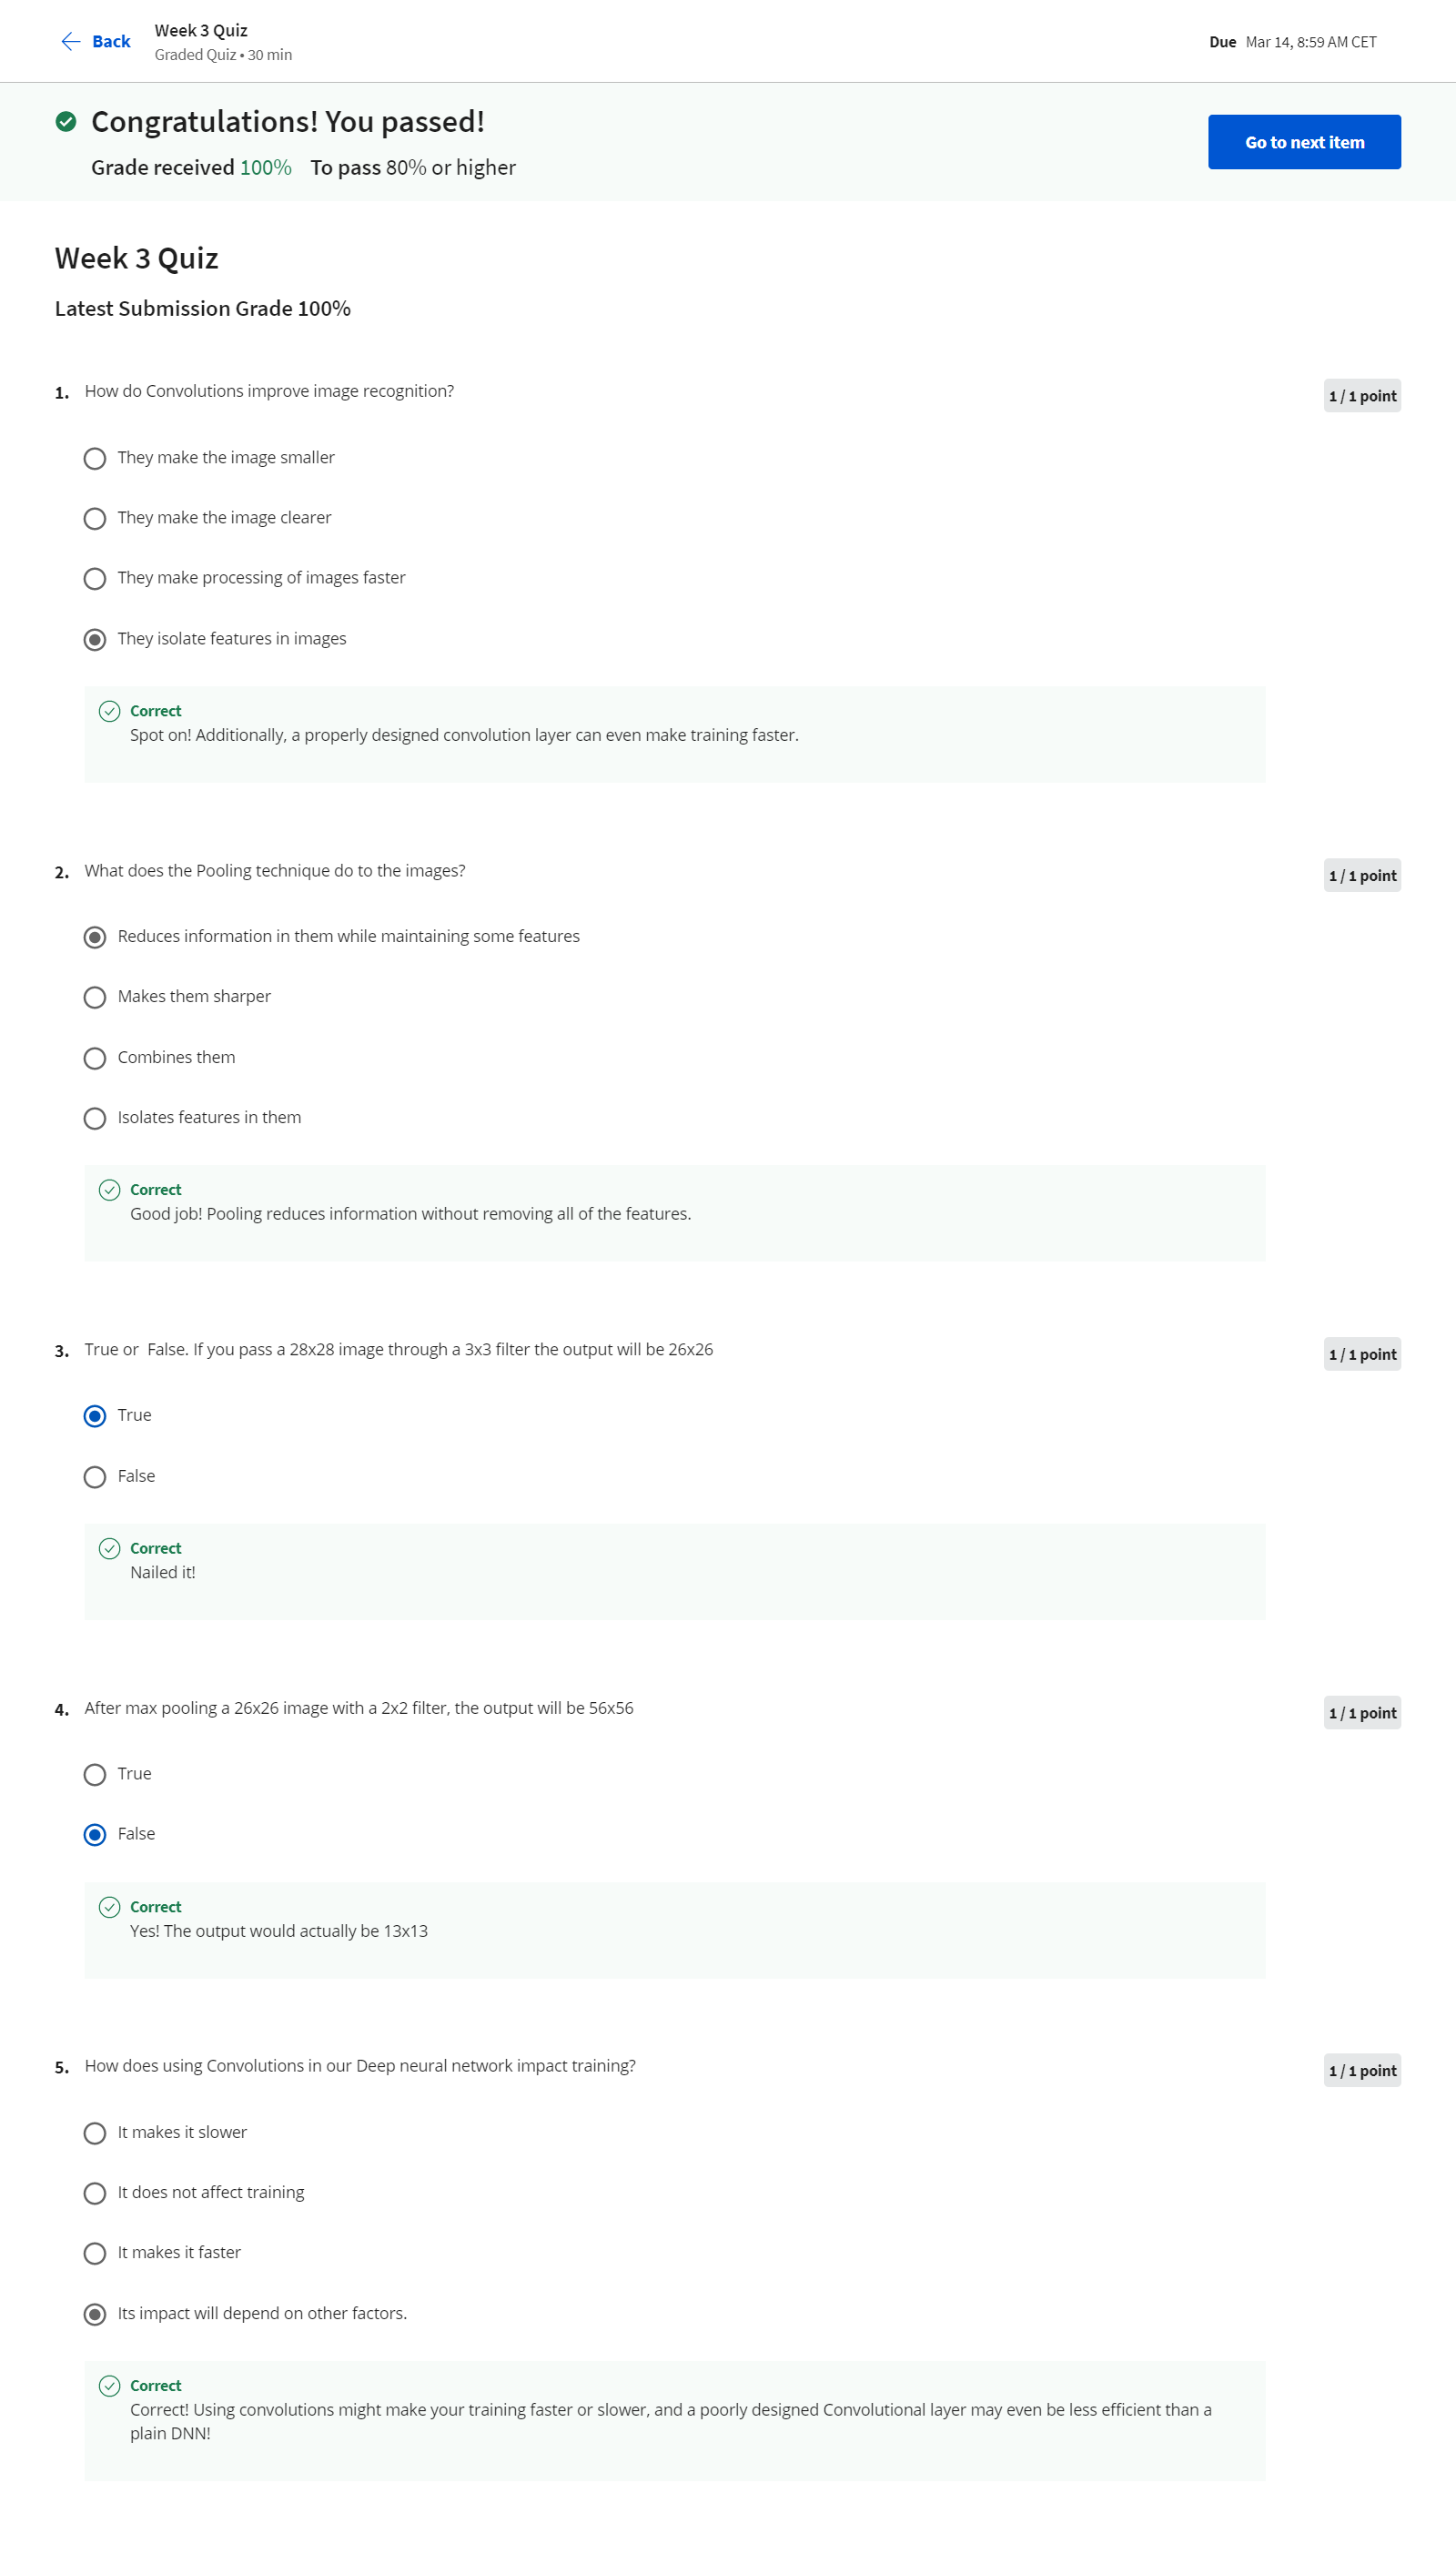 Back
Week 3 Quiz
Graded Quiz • 30 min
Due Mar 14, 8:59 AM CET
Congratulations! You passed!
Grade received 100% To pass 80% or higher
Go to next item
Week 3 Quiz
Latest Submission Grade 100%
1. How do Convolutions improve image recognition?
1 / 1 point
They make the image smaller
They make the image clearer
They make processing of images faster
They isolate features in images
Correct
Spot on! Additionally, a properly designed convolution layer can even make training faster.
2. What does the Pooling technique do to the images?
1 / 1 point
Reduces information in them while maintaining some features
Makes them sharper
Combines them
Isolates features in them
Correct
Good job! Pooling reduces information without removing all of the features.
3. True or False. If you pass a 28x28 image through a 3x3 filter the output will be 26x26
1 / 1 point
True
False
Correct
Nailed it!
4. After max pooling a 26x26 image with a 2x2 filter, the output will be 56x56
1 / 1 point
True
False
Correct
Yes! The output would actually be 13x13
5. How does using Convolutions in our Deep neural network impact training?
1 / 1 point
It makes it slower
It does not affect training
It makes it faster
Its impact will depend on other factors.
Correct
Correct! Using convolutions might make your training faster or slower, and a poorly designed Convolutional layer may even be less efficient than a
plain DNN!